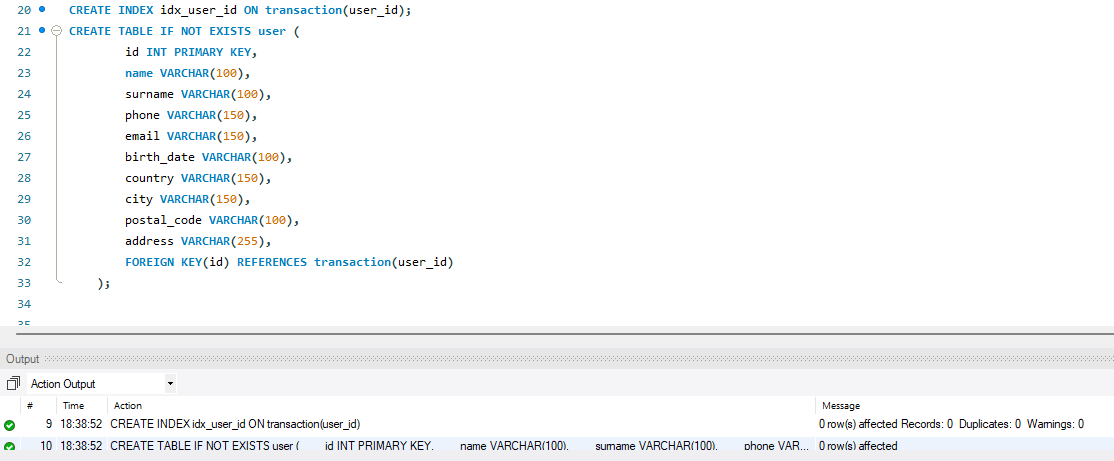 20 CREATE INDEX idx_user_id ON transaction(user_id);
21 CREATE TABLE IF NOT EXISTS user (
22 id INT PRIMARY KEY,
23 name VARCHAR(100),
24 surname VARCHAR(100),
25 phone VARCHAR(150),
26 email VARCHAR(150),
27 birth_date VARCHAR(100),
28 country VARCHAR(150),
29 city VARCHAR(150),
30 postal_code VARCHAR(100),
31 address VARCHAR(255),
32 FOREIGN KEY(id) REFERENCES transaction(user_id)
33 );
34
35
Output
Action Output
# Time Action Message
9 18:38:52 CREATE INDEX idx_user_id ON transaction(user_id) 0 row(s) affected Records: 0 Duplicates: 0 Warnings: 0
10 18:38:52 CREATE TABLE IF NOT EXISTS user ( id INT PRIMARY KEY, name VARCHAR(100), surname VARCHAR(100), phone VAR... 0 row(s) affected